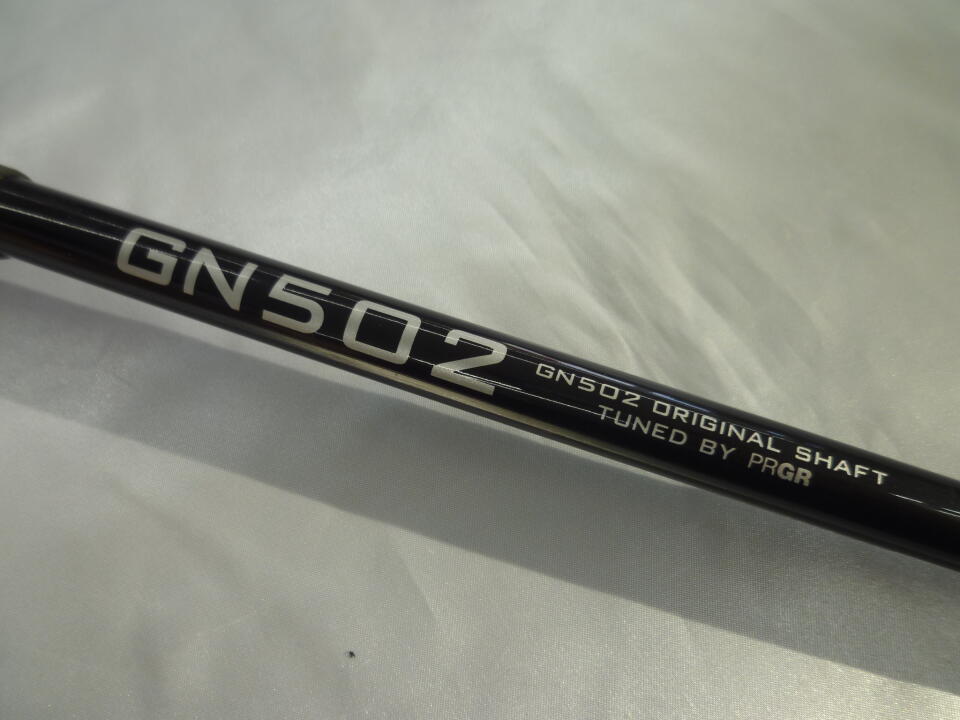 GN502
GN502 ORIGINAL SHAFT
TUNED BY PRGR